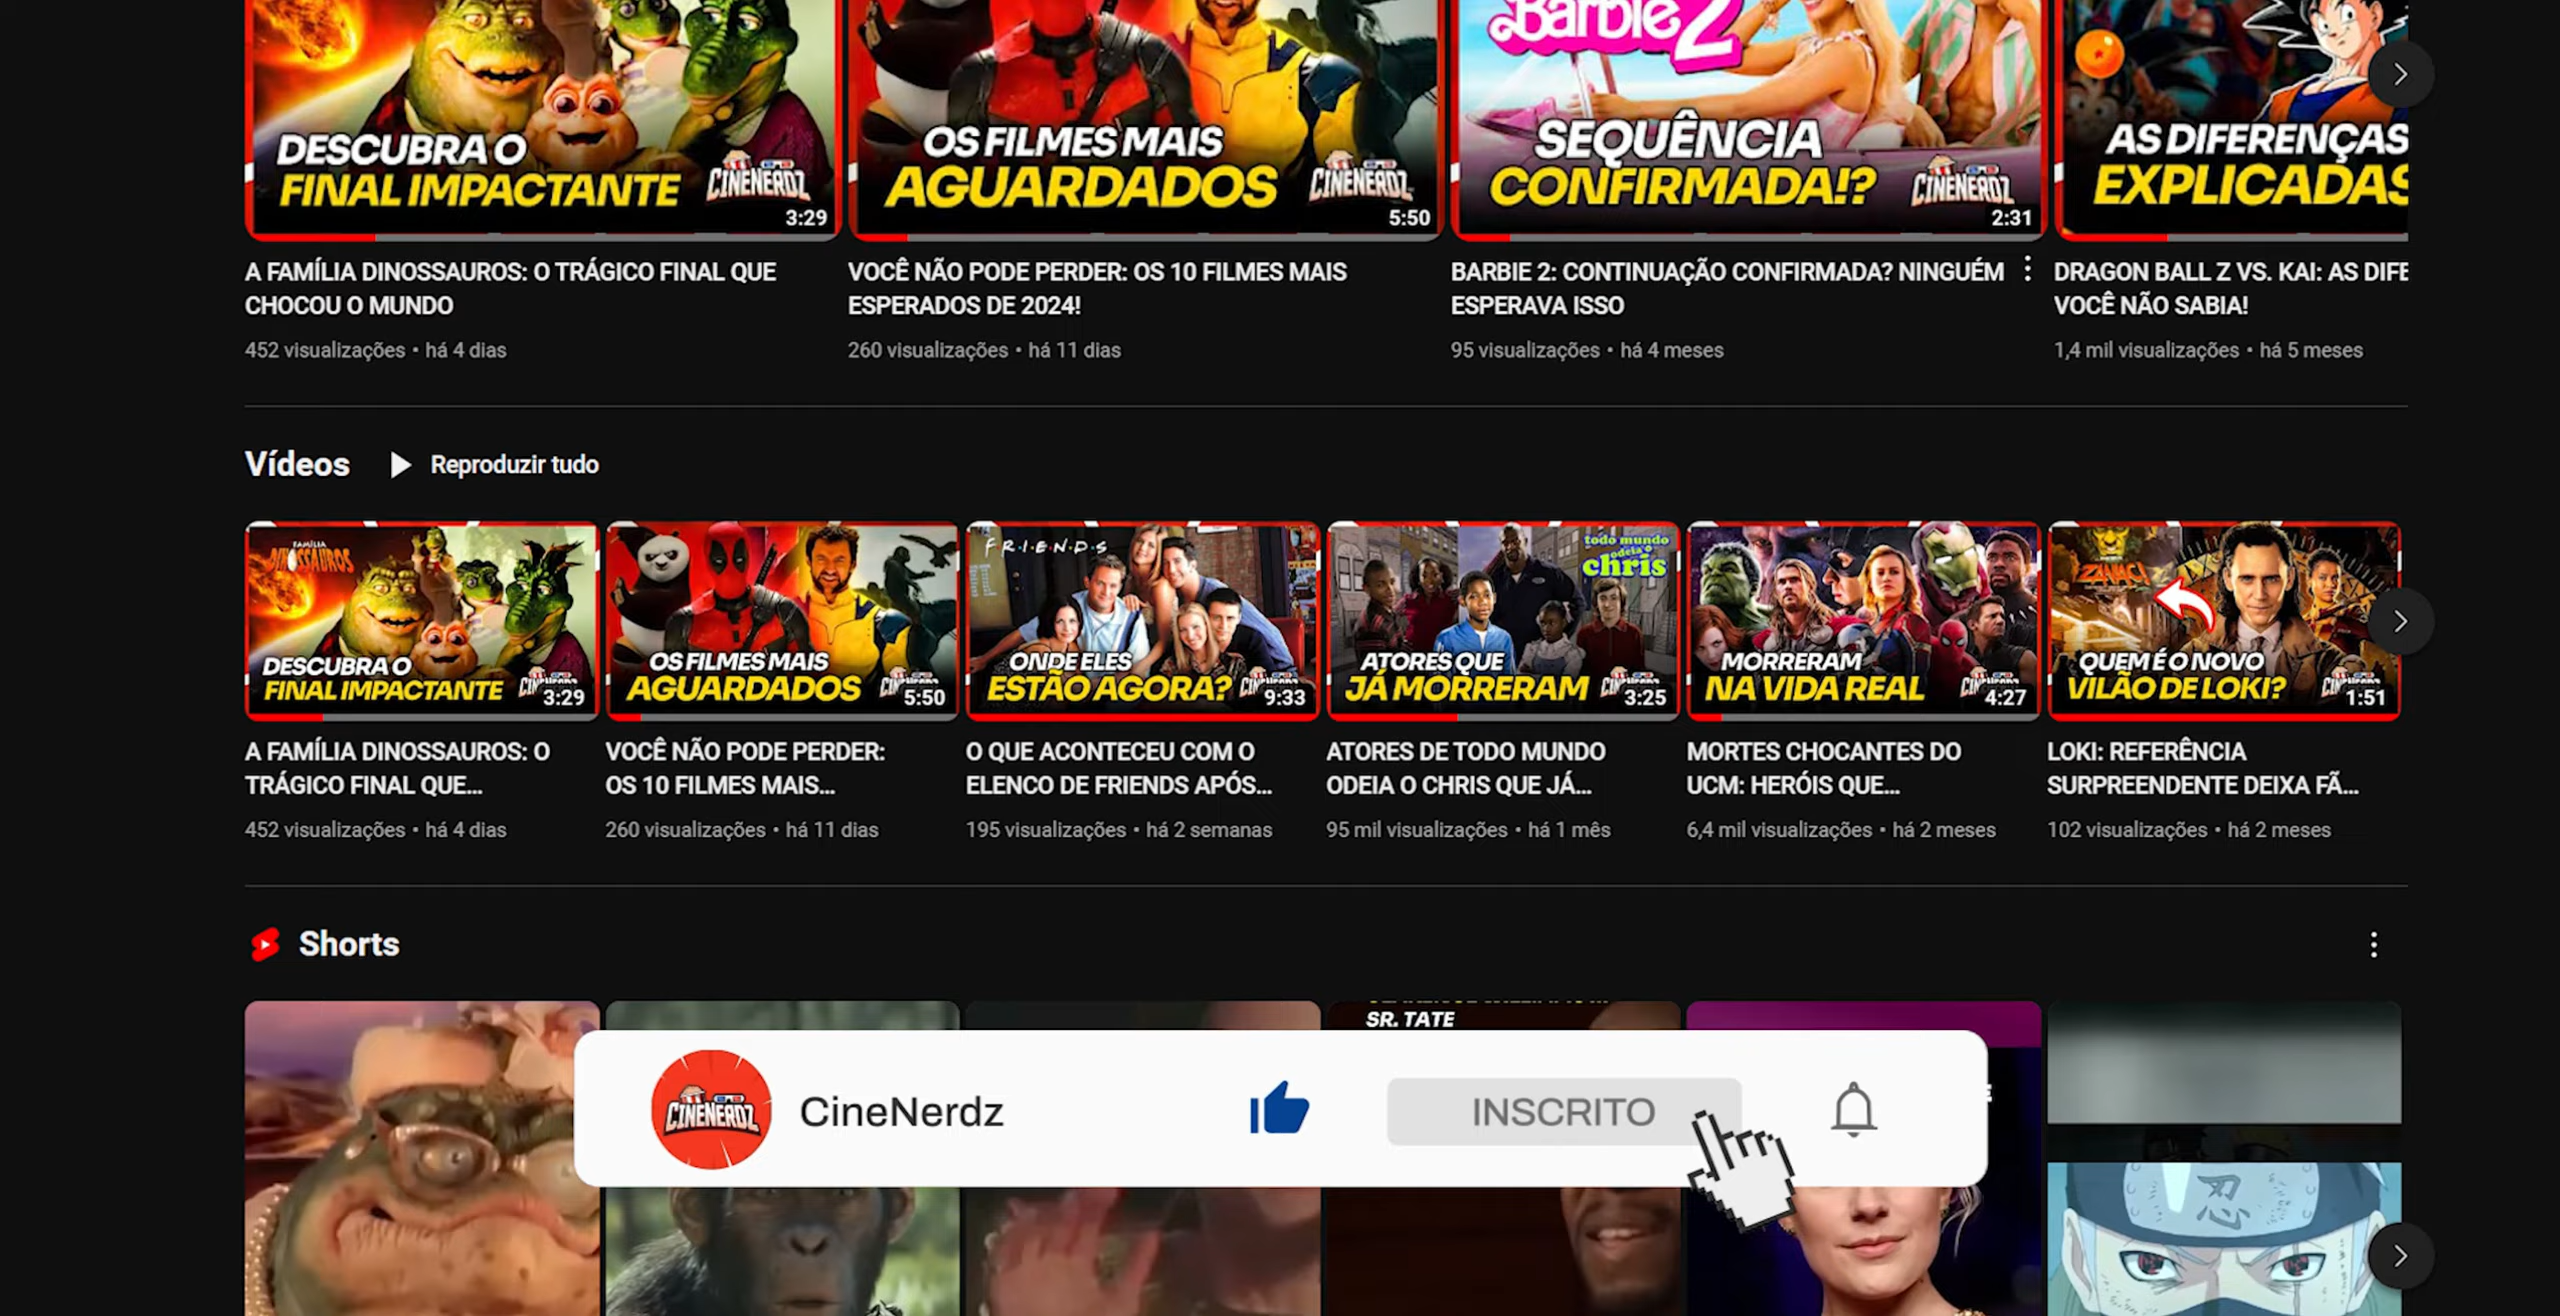 Barbie 2
DESCUBRA O
FINAL IMPACTANTE
CINENERDZ
3:29
OS FILMES MAIS
AGUARDADOS
CINENERDZ
5:50
SEQUÊNCIA
CONFIRMADA!?
CINENERDZ
2:31
AS DIFERENÇAS
EXPLICADAS
A FAMÍLIA DINOSSAUROS: O TRÁGICO FINAL QUE
CHOCOU O MUNDO
452 visualizações • há 4 dias
VOCÊ NÃO PODE PERDER: OS 10 FILMES MAIS
ESPERADOS DE 2024!
260 visualizações • há 11 dias
BARBIE 2: CONTINUAÇÃO CONFIRMADA? NINGUÉM
ESPERAVA ISSO
95 visualizações • há 4 meses
DRAGON BALL Z VS. KAI: AS DIFE
VOCÊ NÃO SABIA!
1,4 mil visualizações • há 5 meses
Vídeos
Reproduzir tudo
FAMÍLIA
DINOSSAUROS
DESCUBRA O
FINAL IMPACTANTE
3:29
OS FILMES MAIS
AGUARDADOS
5:50
F·R·I·E·N·D·S
ONDE ELES
ESTÃO AGORA?
9:33
todo mundo
odeia o
chris
ATORES QUE
JÁ MORRERAM
3:25
MORRERAM
NA VIDA REAL
4:27
QUEM É O NOVO
VILÃO DE LOKI?
1:51
A FAMÍLIA DINOSSAUROS: O
TRÁGICO FINAL QUE...
452 visualizações • há 4 dias
VOCÊ NÃO PODE PERDER:
OS 10 FILMES MAIS...
260 visualizações • há 11 dias
O QUE ACONTECEU COM O
ELENCO DE FRIENDS APÓS...
195 visualizações • há 2 semanas
ATORES DE TODO MUNDO
ODEIA O CHRIS QUE JÁ...
95 mil visualizações • há 1 mês
MORTES CHOCANTES DO
UCM: HERÓIS QUE...
6,4 mil visualizações • há 2 meses
LOKI: REFERÊNCIA
SURPREENDENTE DEIXA FÃ...
102 visualizações • há 2 meses
Shorts
SR. TATE
CINENERDZ
CineNerdz
INSCRITO
忍